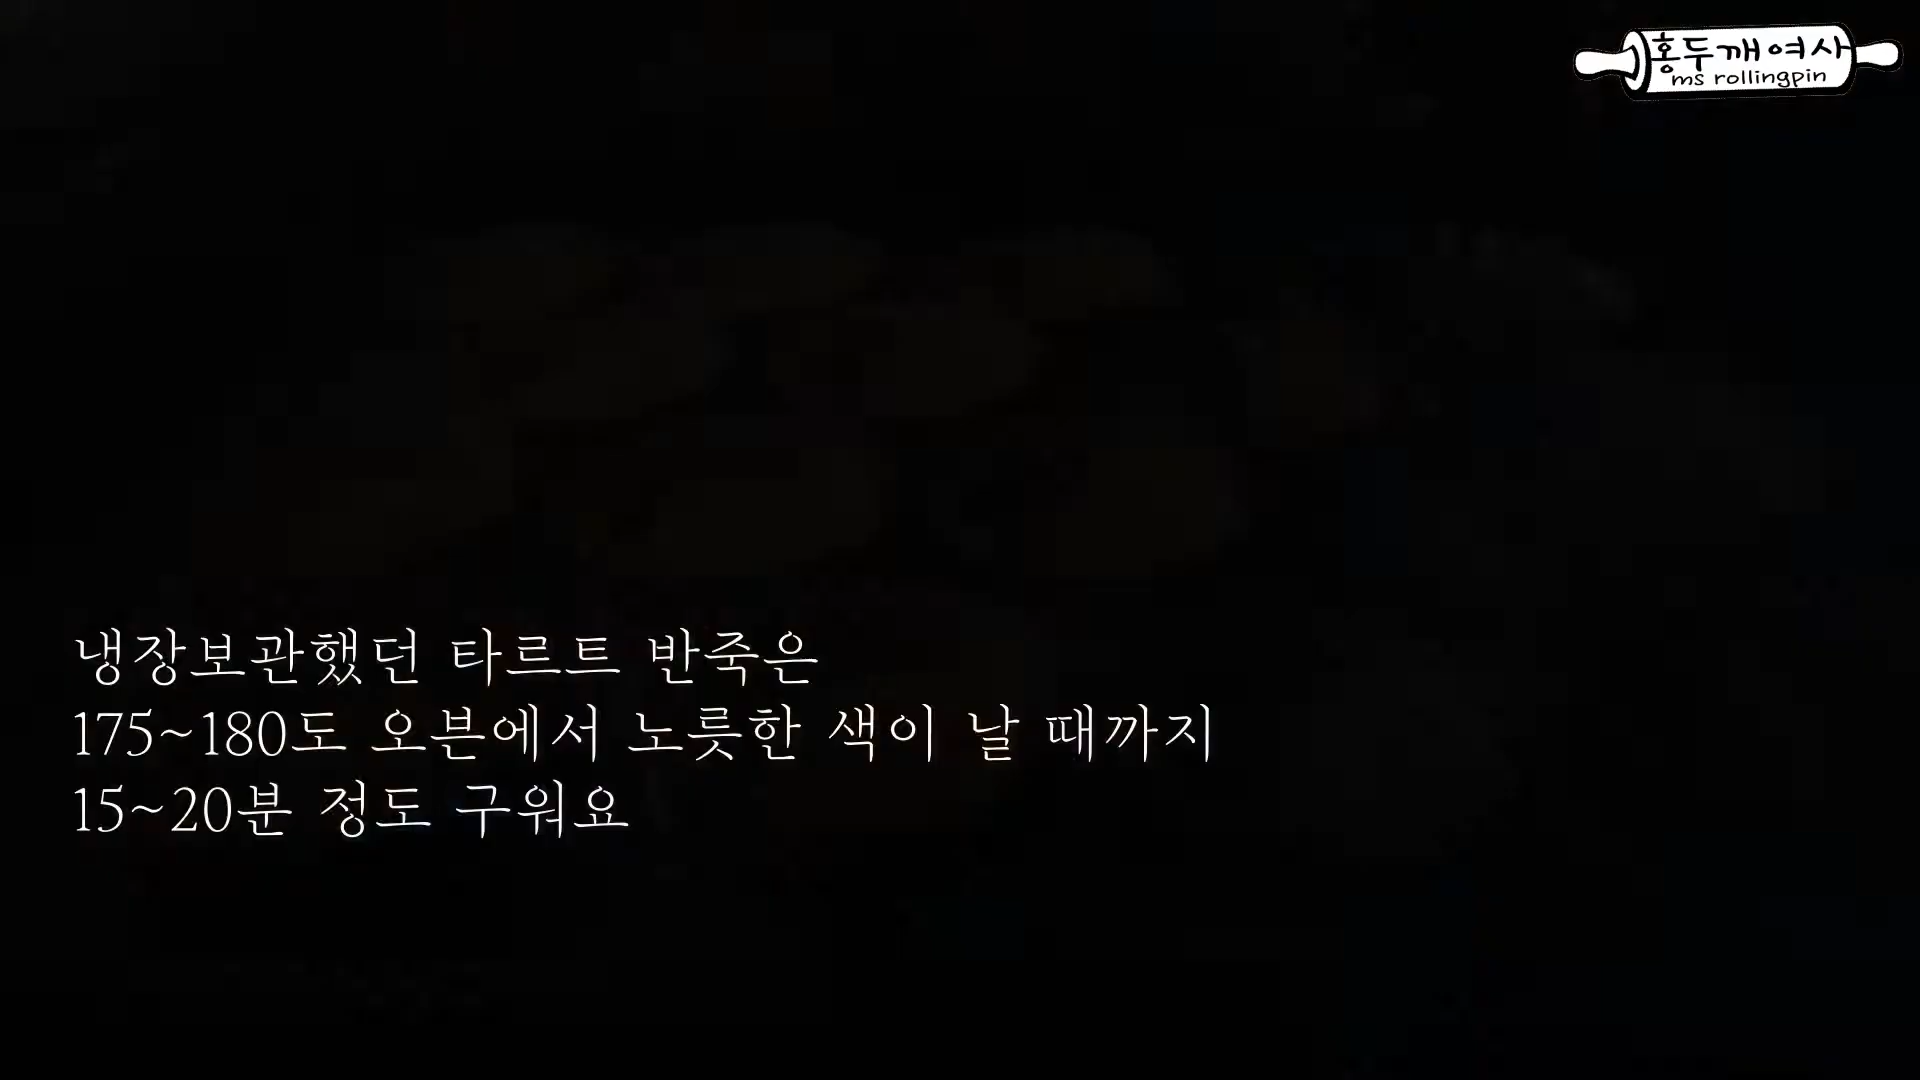 홍두깨여사
ms rollingpin
냉장보관했던 타르트 반죽은
175~180도 오븐에서 노릇한 색이 날 때까지
15~20분 정도 구워요